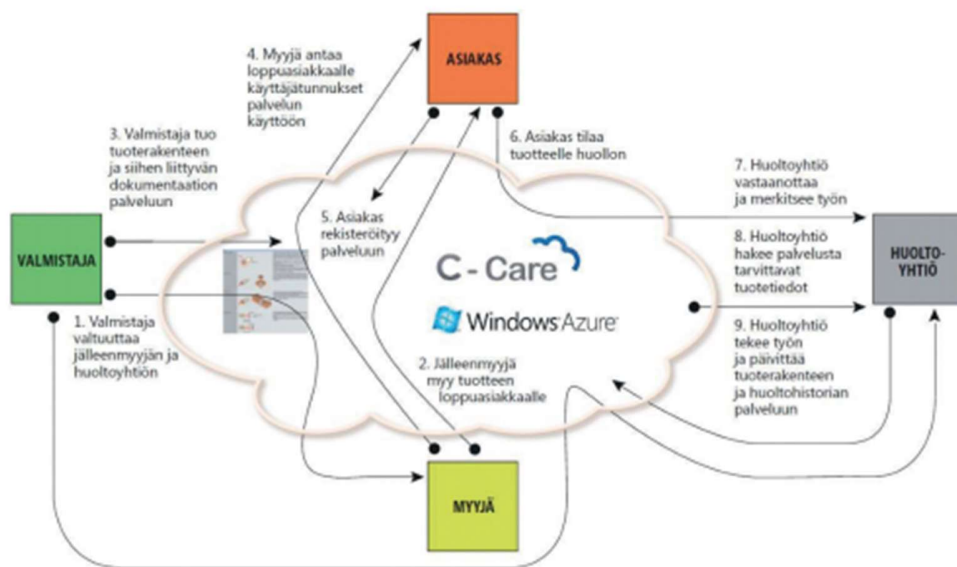 ASIAKAS
4. Myyjä antaa
loppuasiakkaalle
käyttäjätunnukset
palvelun
käyttöön
3. Valmistaja tuo
tuoterakenteen
ja siihen liittyvän
dokumentaation
palveluun
6. Asiakas tilaa
tuotteelle huollon
7. Huoltoyhtiö
vastaanottaa
ja merkitsee työn
5. Asiakas
rekisteröityy
palveluun
VALMISTAJA
C-Care
8. Huoltoyhtiö
hakee palvelusta
tarvittavat
tuotetiedot
HUOLTO-
YHTIÖ
Windows Azure
1. Valmistaja
valtuuttaa
jälleenmyyjän ja
huoltoyhtiön
2. Jälleenmyyjä
myy tuotteen
loppuasiakkaalle
9. Huoltoyhtiö
tekee työn
ja päivittää
tuoterakenteen
ja huoltohistorian
palveluun
MYYJÄ